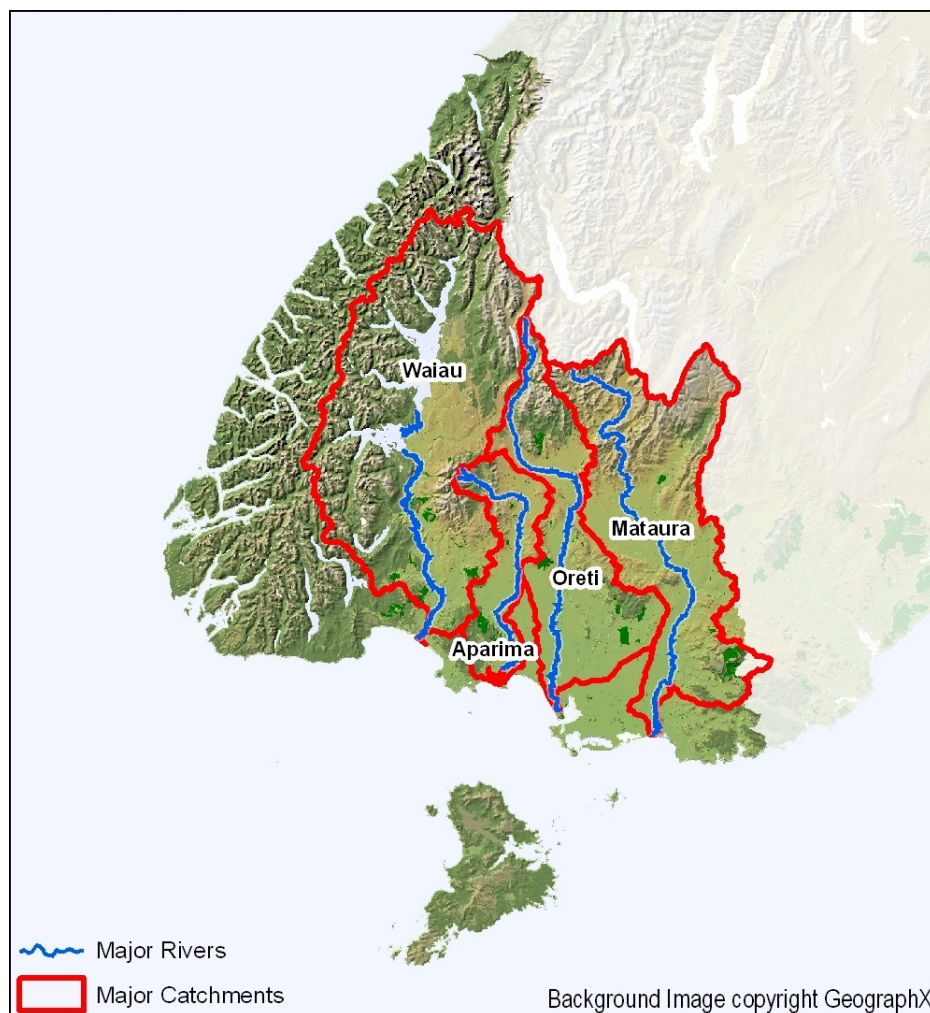 Waiau
Mataura
Oreti
Aparima
Major Rivers
Major Catchments
Background Image copyright GeographX